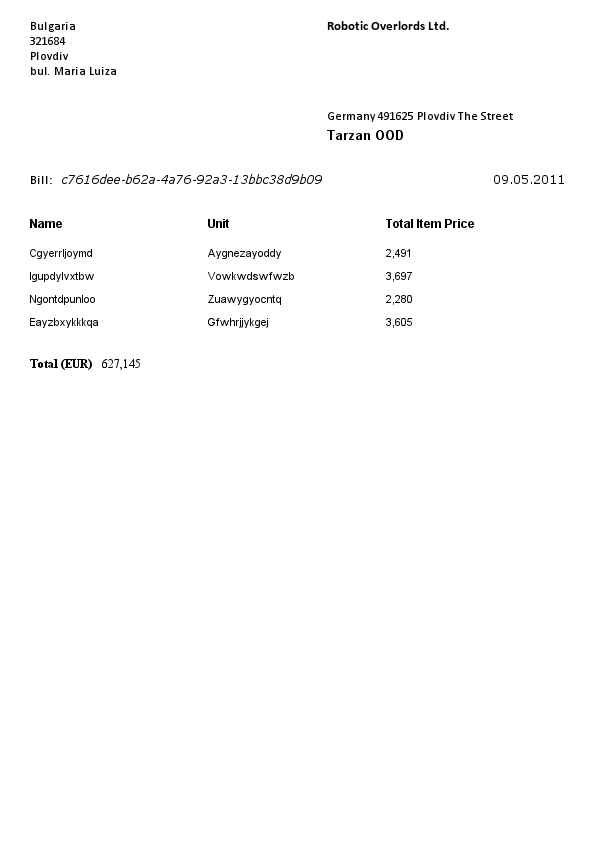 Bulgaria
321684
Plovdiv
bul. Maria Luiza
Robotic Overlords Ltd.
Germany 491625 Plovdiv The Street
Tarzan OOD
Bill: c7616dee-b62a-4a76-92a3-13bbc38d9b09 09.05.2011
Name Unit Total Item Price
Cgyerrljoymd Aygnezayoddy 2,491
Igupdylvxtbw Vowkwdswfwzb 3,697
Ngontdpunloo Zuawygyocntq 2,280
Eayzbxykkkqa Gfwhrjjykgej 3,605
Total (EUR) 627,145